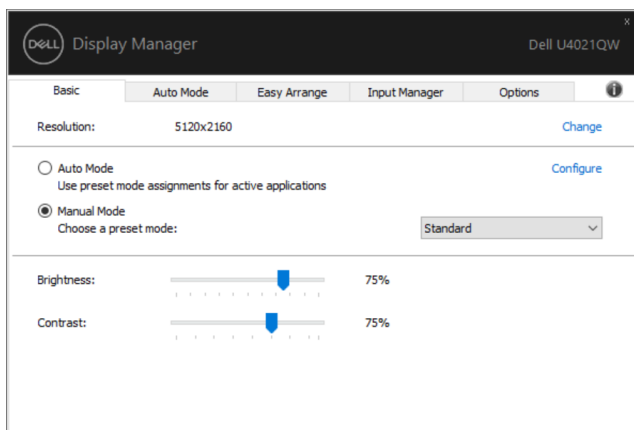 x
DELL Display Manager Dell U4021QW
Basic Auto Mode Easy Arrange Input Manager Options i
Resolution: 5120x2160 Change
Auto Mode Configure
Use preset mode assignments for active applications
Manual Mode
Choose a preset mode: Standard
Brightness: 75%
Contrast: 75%